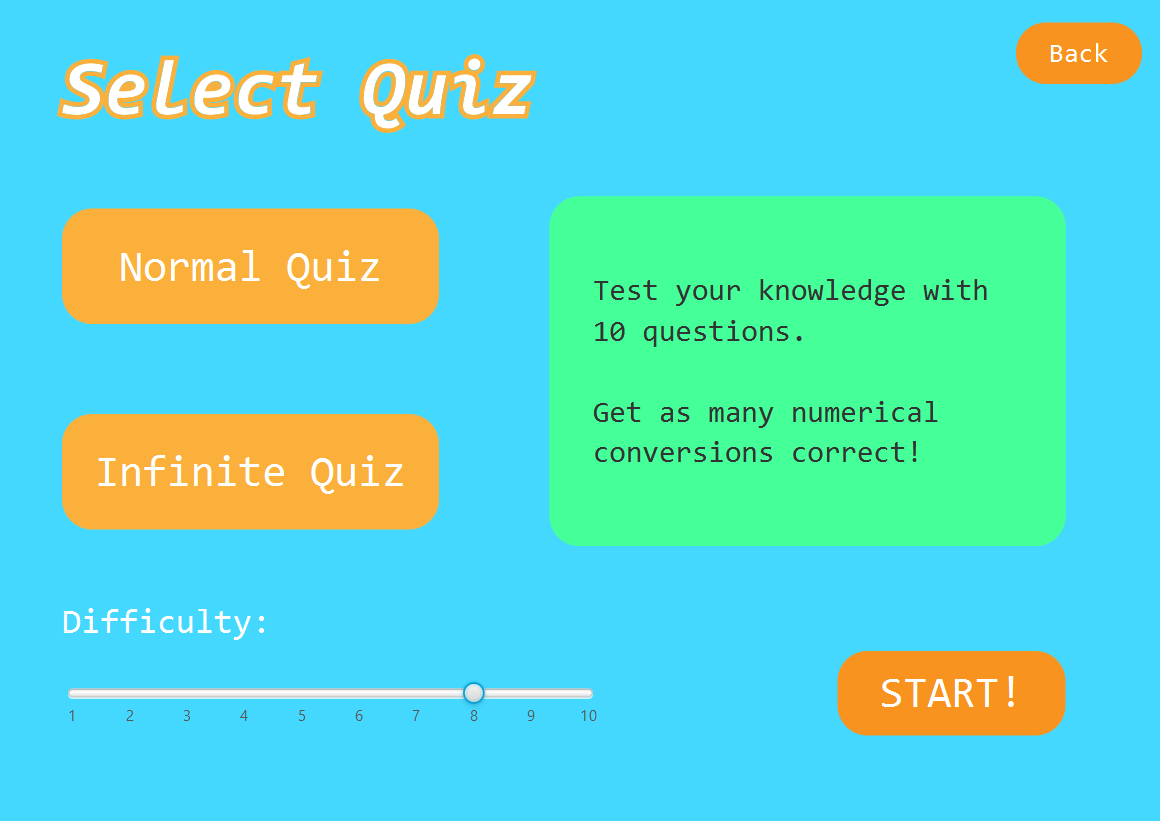 Select Quiz
Back
Normal Quiz
Test your knowledge with
10 questions.
Get as many numerical
conversions correct!
Infinite Quiz
Difficulty:
1 2 3 4 5 6 7 8 9 10
START!